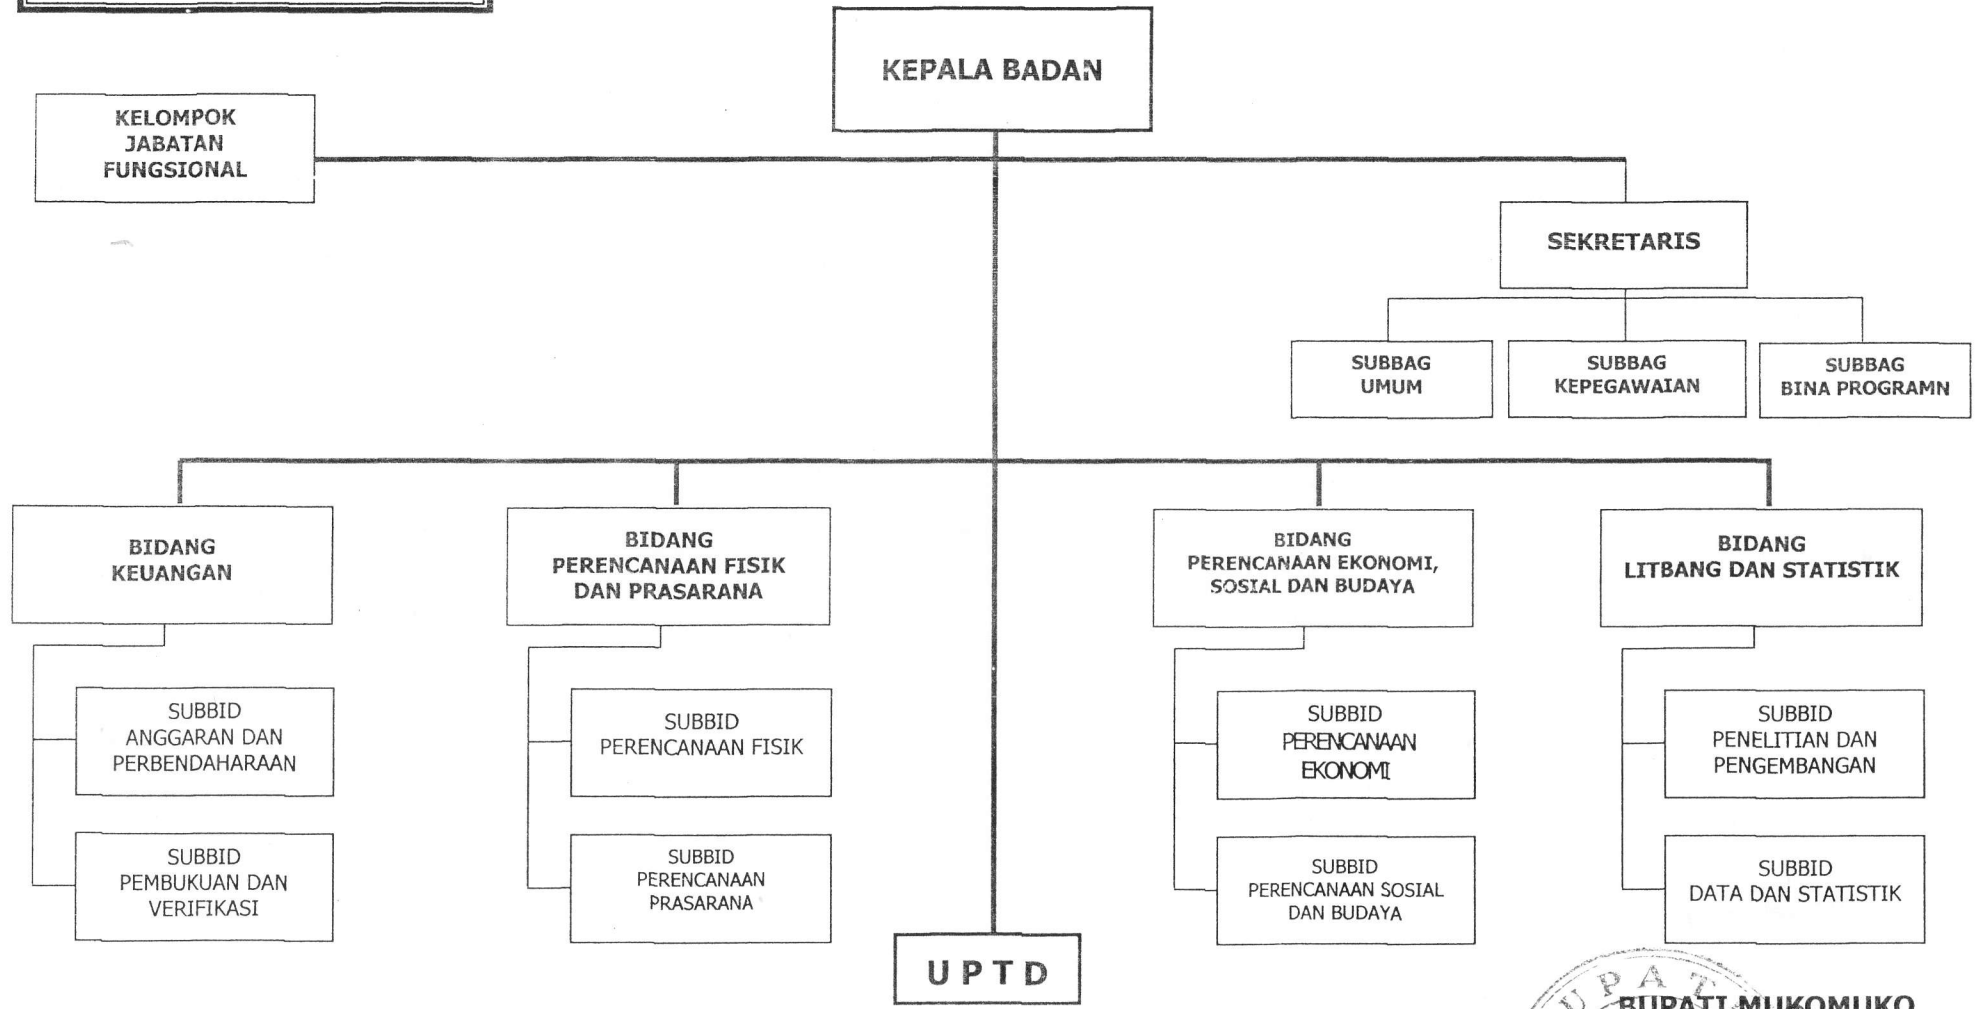 KEPALA BADAN
KELOMPOK
JABATAN
FUNGSIONAL
SEKRETARIS
SUBBAG
UMUM
SUBBAG
KEPEGAWAIAN
SUBBAG
BINA PROGRAMN
BIDANG
KEUANGAN
BIDANG
PERENCANAAN FISIK
DAN PRASARANA
BIDANG
PERENCANAAN EKONOMI,
SOSIAL DAN BUDAYA
BIDANG
LITBANG DAN STATISTIK
SUBBID
ANGGARAN DAN
PERBENDAHARAAN
SUBBID
PERENCANAAN FISIK
SUBBID
PERENCANAAN
EKONOMI
SUBBID
PENELITIAN DAN
PENGEMBANGAN
SUBBID
PEMBUKUAN DAN
VERIFIKASI
SUBBID
PERENCANAAN
PRASARANA
SUBBID
PERENCANAAN SOSIAL
DAN BUDAYA
SUBBID
DATA DAN STATISTIK
U P T D
BUPATI MUKOMUKO